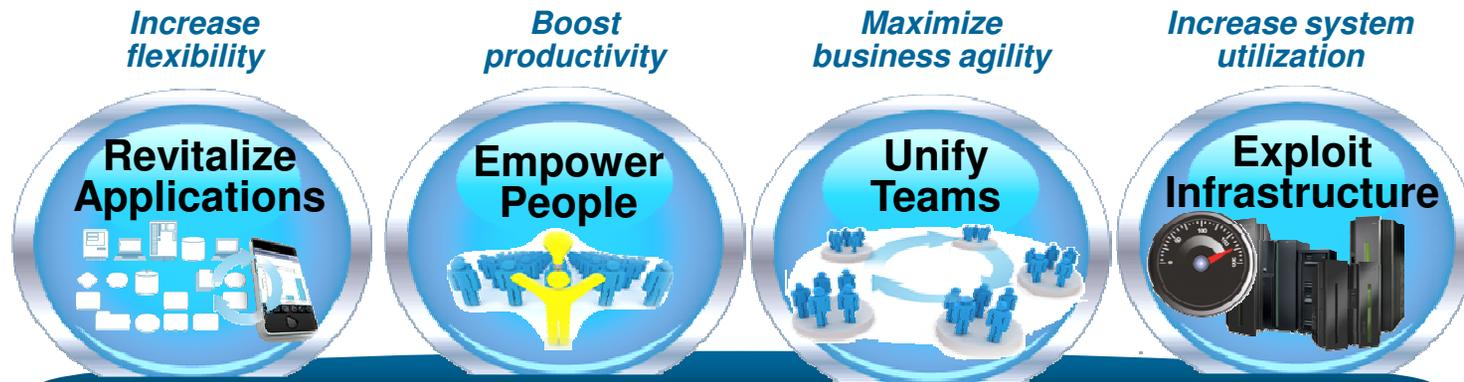 Increase
flexibility
Boost
productivity
Maximize
business agility
Increase system
utilization
Revitalize
Applications
Empower
People
Unify
Teams
Exploit
Infrastructure